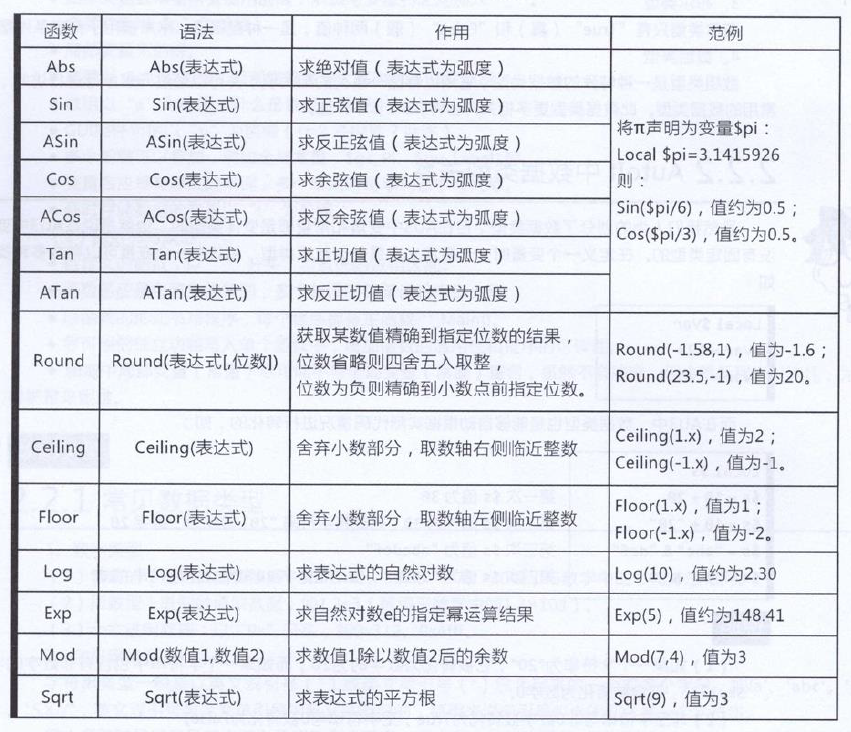 函数 语法 作用 范例
Abs Abs(表达式) 求绝对值（表达式为弧度）
Sin Sin(表达式) 求正弦值（表达式为弧度）
ASin ASin(表达式) 求反正弦值（表达式为弧度）
Cos Cos(表达式) 求余弦值（表达式为弧度）
ACos ACos(表达式) 求反余弦值（表达式为弧度）
Tan Tan(表达式) 求正切值（表达式为弧度）
ATan ATan(表达式) 求反正切值（表达式为弧度）
将π声明为变量$pi：
Local $pi=3.1415926
则：
Sin($pi/6)，值约为0.5；
Cos($pi/3)，值约为0.5。
Round Round(表达式[,位数])
获取某数值精确到指定位数的结果，
位数省略则四舍五入取整，
位数为负则精确到小数点前指定位数。
Round(-1.58,1)，值为-1.6；
Round(23.5,-1)，值为20。
Ceiling Ceiling(表达式) 舍弃小数部分，取数轴右侧临近整数
Ceiling(1.x)，值为2；
Ceiling(-1.x)，值为-1。
Floor Floor(表达式) 舍弃小数部分，取数轴左侧临近整数
Floor(1.x)，值为1；
Floor(-1.x)，值为-2。
Log Log(表达式) 求表达式的自然对数 Log(10)，值约为2.30
Exp Exp(表达式) 求自然对数e的指定幂运算结果 Exp(5)，值约为148.41
Mod Mod(数值1,数值2) 求数值1除以数值2后的余数 Mod(7,4)，值为3
Sqrt Sqrt(表达式) 求表达式的平方根 Sqrt(9)，值为3